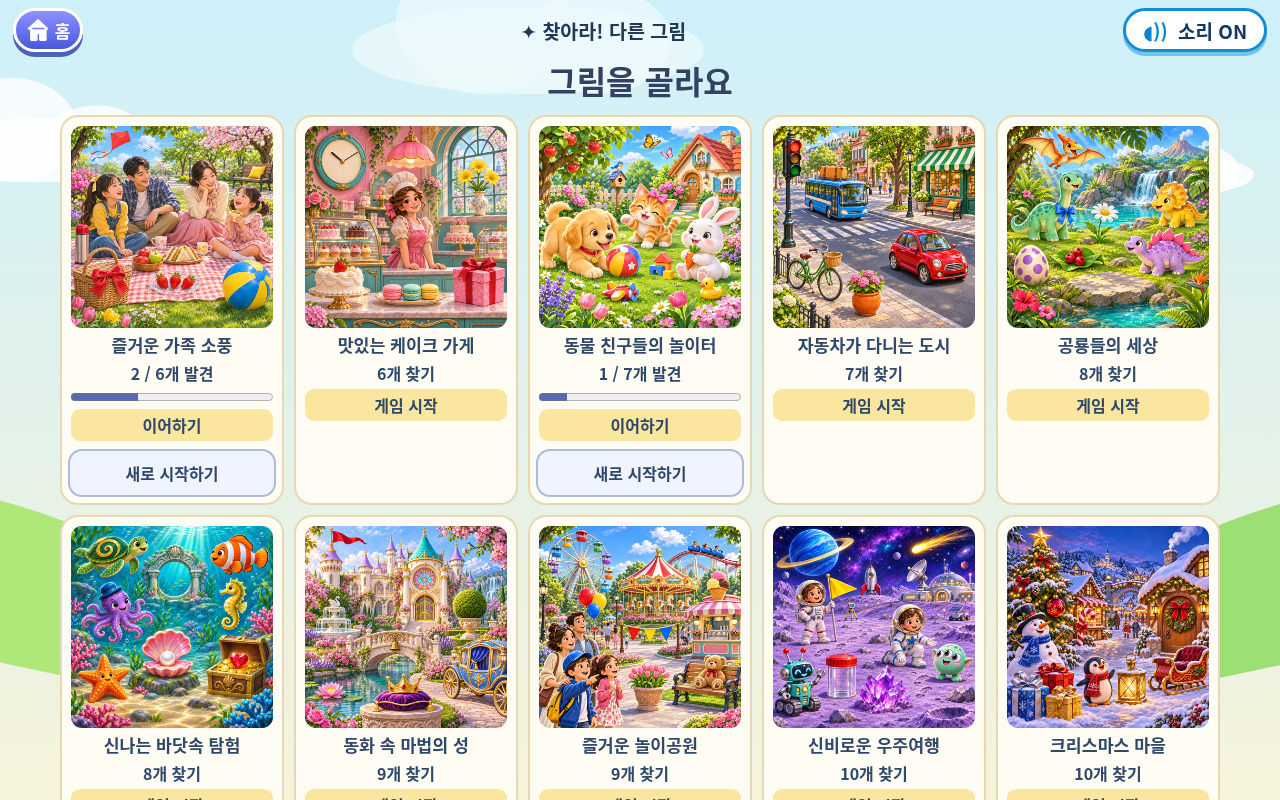 홈
✦ 찾아라! 다른 그림
소리 ON
그림을 골라요
즐거운 가족 소풍
2 / 6개 발견
이어하기
새로 시작하기
맛있는 케이크 가게
6개 찾기
게임 시작
동물 친구들의 놀이터
1 / 7개 발견
이어하기
새로 시작하기
자동차가 다니는 도시
7개 찾기
게임 시작
공룡들의 세상
8개 찾기
게임 시작
신나는 바닷속 탐험
8개 찾기
동화 속 마법의 성
9개 찾기
즐거운 놀이공원
9개 찾기
신비로운 우주여행
10개 찾기
크리스마스 마을
10개 찾기